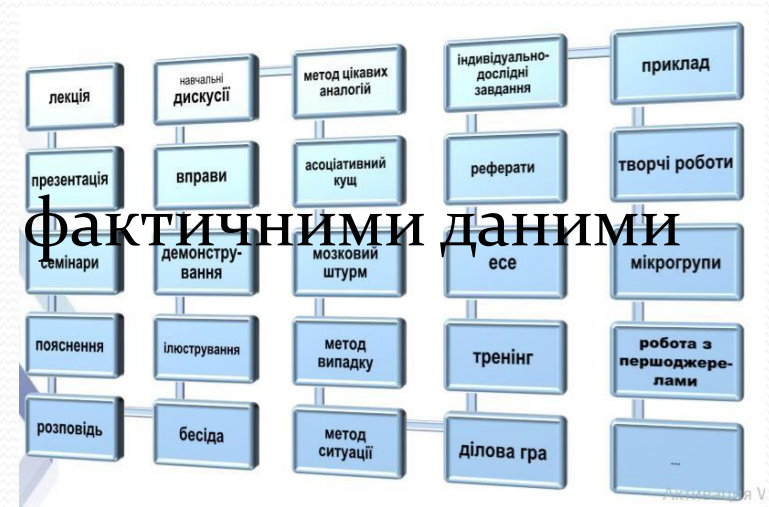 лекція
презентація
семінари
пояснення
розповідь
навчальні
дискусії
вправи
демонстру-
вання
ілюстрування
бесіда
метод цікавих
аналогій
асоціативний
кущ
мозковий
штурм
метод
випадку
метод
ситуації
індивідуально-
дослідні
завдання
реферати
есе
тренінг
ділова гра
приклад
творчі роботи
мікрогрупи
робота з
першоджере-
лами
...
фактичними даними